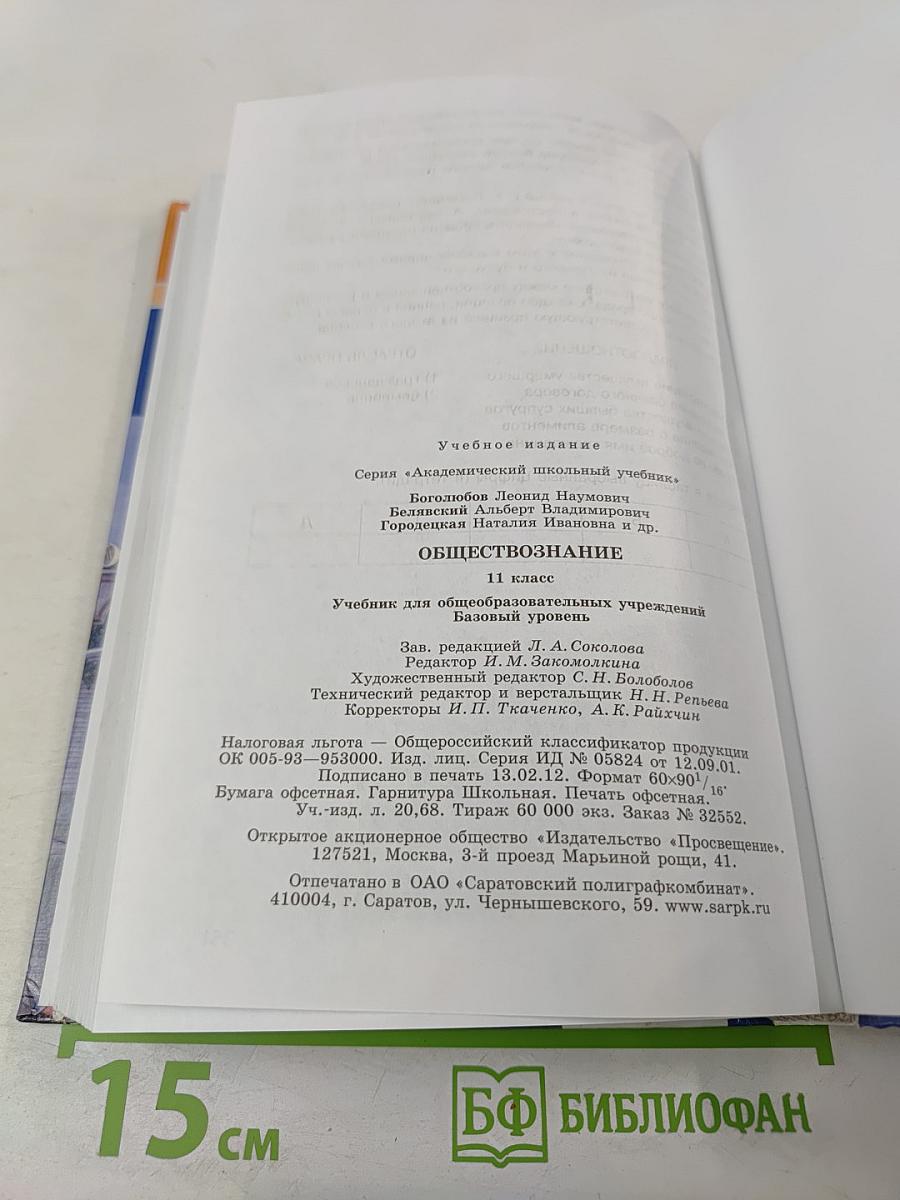 Учебное издание
Серия «Академический школьный учебник»
Боголюбов Леонид Наумович
Белявский Альберт Владимирович
Городецкая Наталия Ивановна и др.
ОБЩЕСТВОЗНАНИЕ
11 класс
Учебник для общеобразовательных учреждений
Базовый уровень
Зав. редакцией Л. А. Соколова
Редактор И. М. Закомолкина
Художественный редактор С. Н. Болоболов
Технический редактор и верстальщик Н. Н. Репьева
Корректоры И. П. Ткаченко, А. К. Райхчин
Налоговая льгота — Общероссийский классификатор продукции
ОК 005-93—953000. Изд. лиц. Серия ИД № 05824 от 12.09.01.
Подписано в печать 13.02.12. Формат 60×90 1/16.
Бумага офсетная. Гарнитура Школьная. Печать офсетная.
Уч.-изд. л. 20,68. Тираж 60 000 экз. Заказ № 32552.
Открытое акционерное общество «Издательство «Просвещение».
127521, Москва, 3-й проезд Марьиной рощи, 41.
Отпечатано в ОАО «Саратовский полиграфкомбинат».
410004, г. Саратов, ул. Чернышевского, 59. www.sarpk.ru
15 см
БФ БИБЛИОФАН